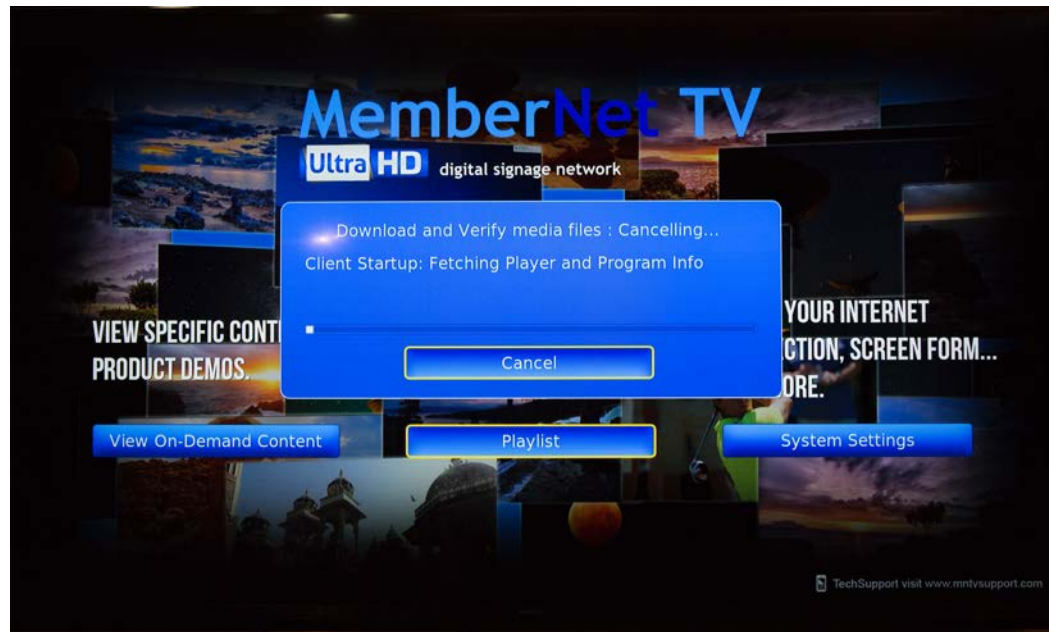 MemberNet TV
Ultra HD digital signage network
Download and Verify media files : Cancelling...
Client Startup: Fetching Player and Program Info
Cancel
VIEW SPECIFIC CONT
PRODUCT DEMOS.
YOUR INTERNET
CTION, SCREEN FORM...
ORE.
View On-Demand Content
Playlist
System Settings
TechSupport visit www.mntvsupport.com